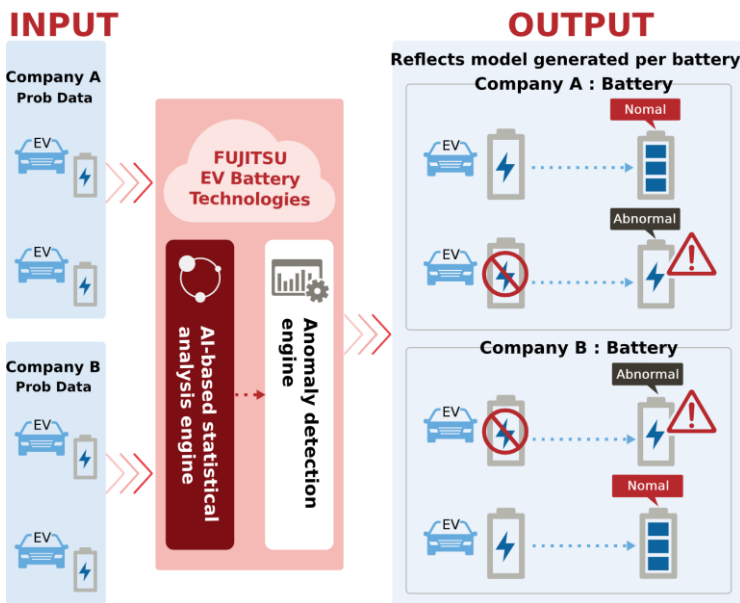 INPUT
Company A
Prob Data
EV
EV
Company B
Prob Data
EV
EV
FUJITSU
EV Battery
Technologies
AI-based statistical
analysis engine
Anomaly detection
engine
OUTPUT
Reflects model generated per battery
Company A : Battery
Nomal
EV
Abnormal
EV
Company B : Battery
Abnormal
EV
Nomal
EV